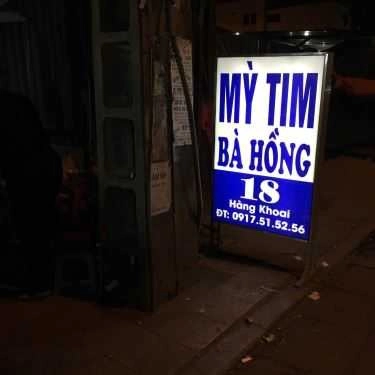 MỲ TIM
BÀ HỒNG
18
Hàng Khoai
ĐT: 0917.51.52.56